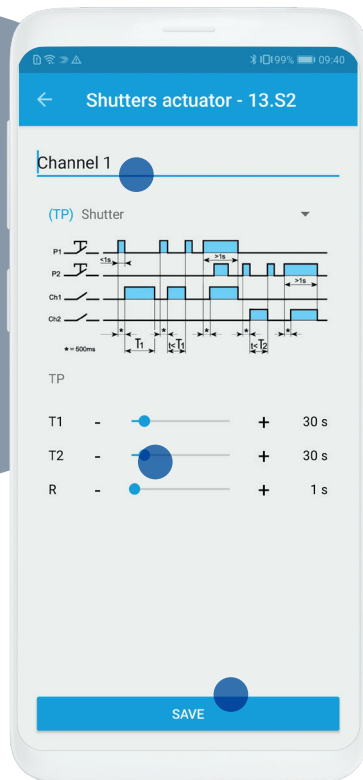 99% 09:40
Shutters actuator - 13.S2
Channel 1
(TP) Shutter
P1
<1s
>1s
P2
>1s
Ch1
Ch2
* * * * *
* = 500ms
T1 t<T1 t<T2
TP
T1 - + 30 s
T2 - + 30 s
R - + 1 s
SAVE